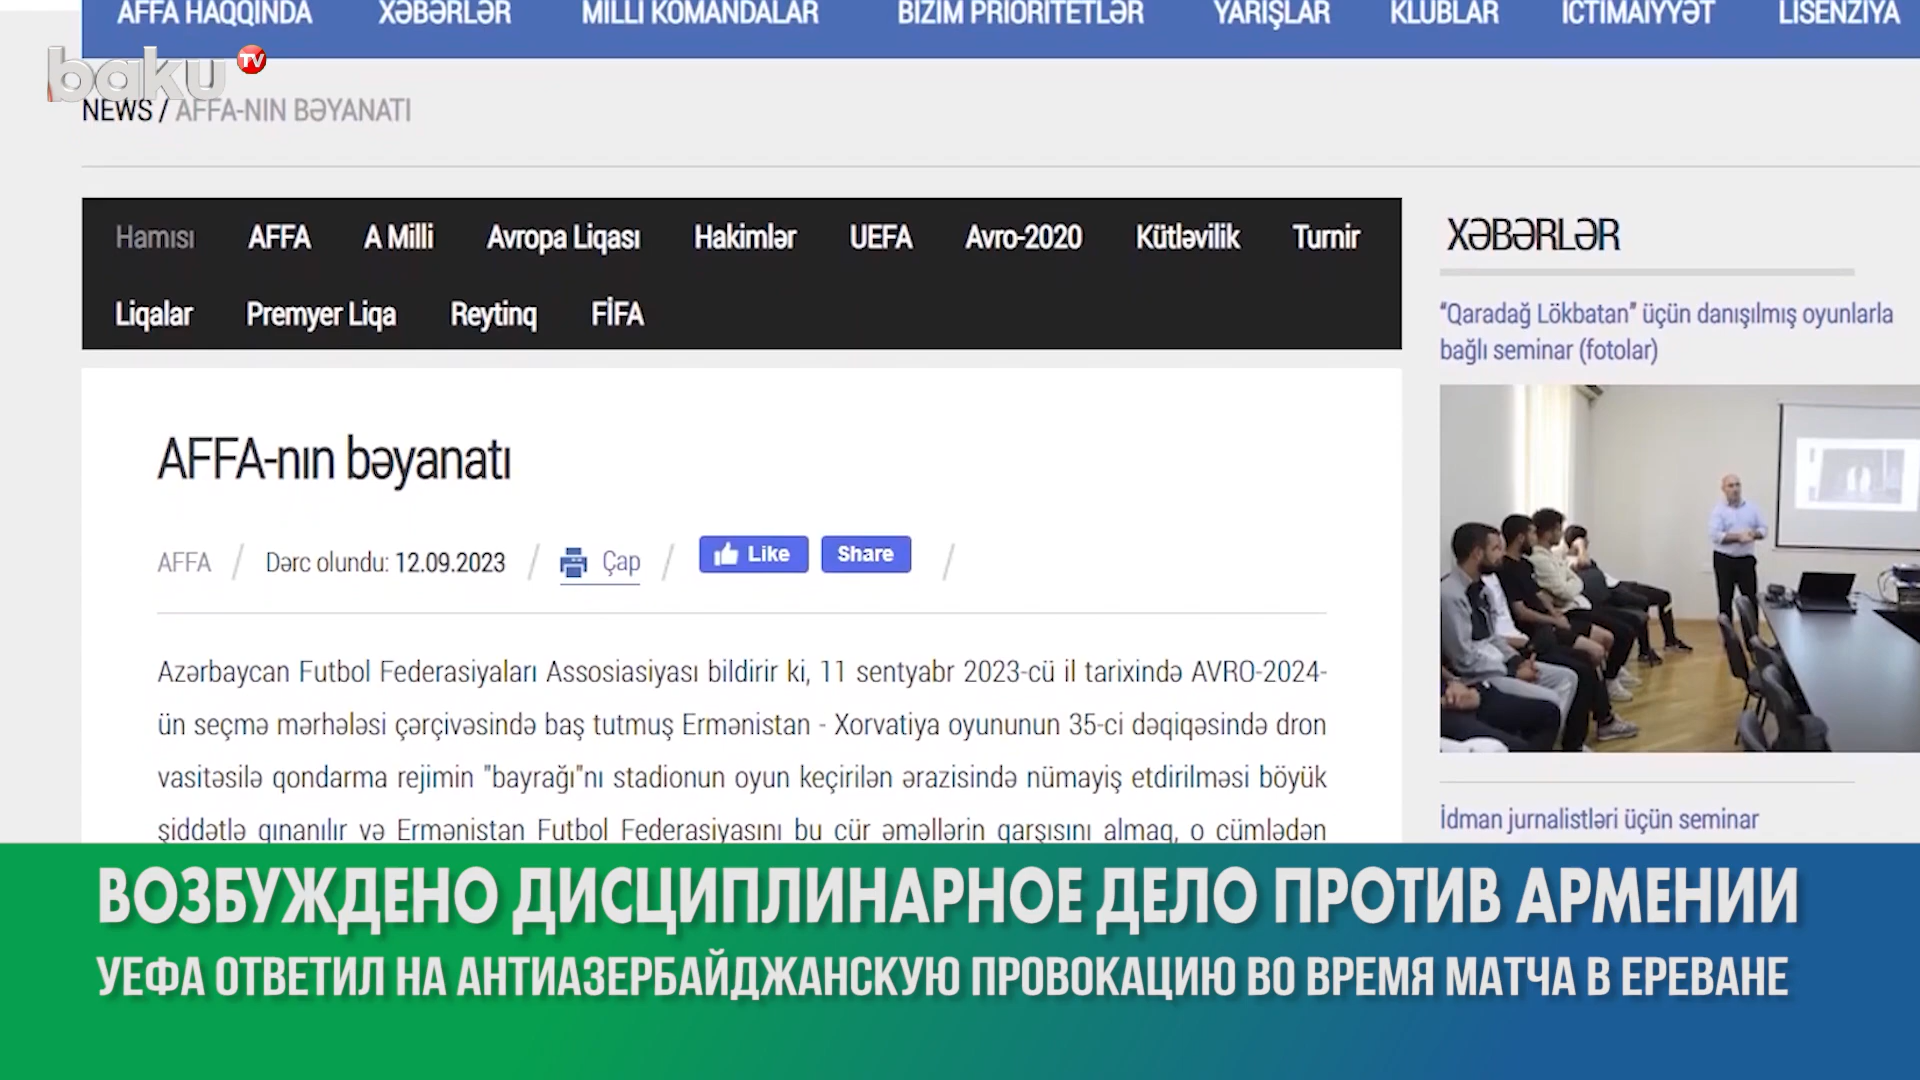 AFFA HAQQINDA XƏBƏRLƏR MİLLİ KOMANDALAR BİZİM PRİORİTETLƏR YARIŞLAR KLUBLAR İCTİMAİYYƏT LİSENZİYA
baku TV
NEWS / AFFA-NIN BƏYANATI
Hamısı AFFA A Milli Avropa Liqası Hakimlər UEFA Avro-2020 Kütləvilik Turnir
Liqalar Premyer Liqa Reytinq FİFA
AFFA-nın bəyanatı
AFFA / Dərc olundu: 12.09.2023 / Çap / Like Share /
Azərbaycan Futbol Federasiyaları Assosiasiyası bildirir ki, 11 sentyabr 2023-cü il tarixində AVRO-2024-
ün seçmə mərhələsi çərçivəsində baş tutmuş Ermənistan - Xorvatiya oyununun 35-ci dəqiqəsində dron
vasitəsilə qondarma rejimin "bayrağı"nı stadionun oyun keçirilən ərazisində nümayiş etdirilməsi böyük
şiddətlə qınanılır və Ermənistan Futbol Federasiyasını bu cür əməllərin qarşısını almaq, o cümlədən
XƏBƏRLƏR
“Qaradağ Lökbatan” üçün danışılmış oyunlarla
bağlı seminar (fotolar)
İdman jurnalistləri üçün seminar
ВОЗБУЖДЕНО ДИСЦИПЛИНАРНОЕ ДЕЛО ПРОТИВ АРМЕНИИ
УЕФА ОТВЕТИЛ НА АНТИАЗЕРБАЙДЖАНСКУЮ ПРОВОКАЦИЮ ВО ВРЕМЯ МАТЧА В ЕРЕВАНЕ